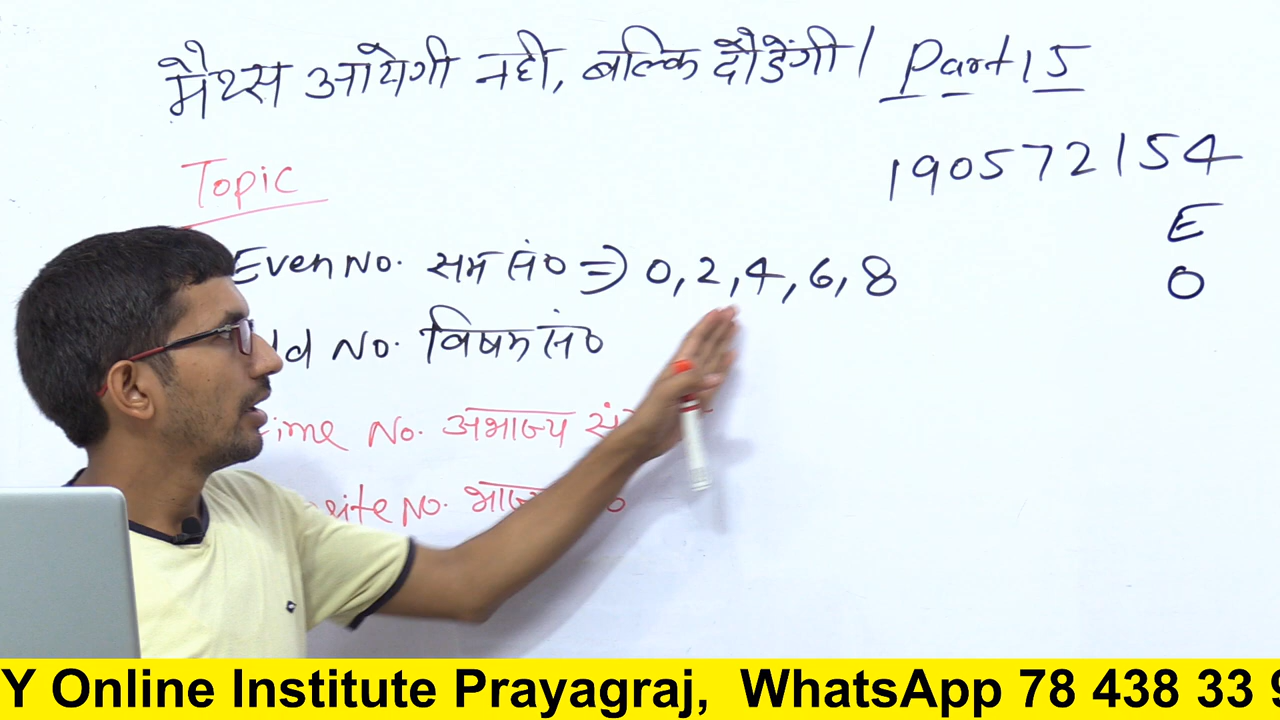 मैथ्स आयेगी नही, बल्कि दौडेंगी। Part 15
190572154
Topic
E
Even No. सम सं० => 0, 2, 4, 6, 8
O
No. विषम सं०
No. अभाज्य सं
No.
Y Online Institute Prayagraj, WhatsApp 78 438 33 9